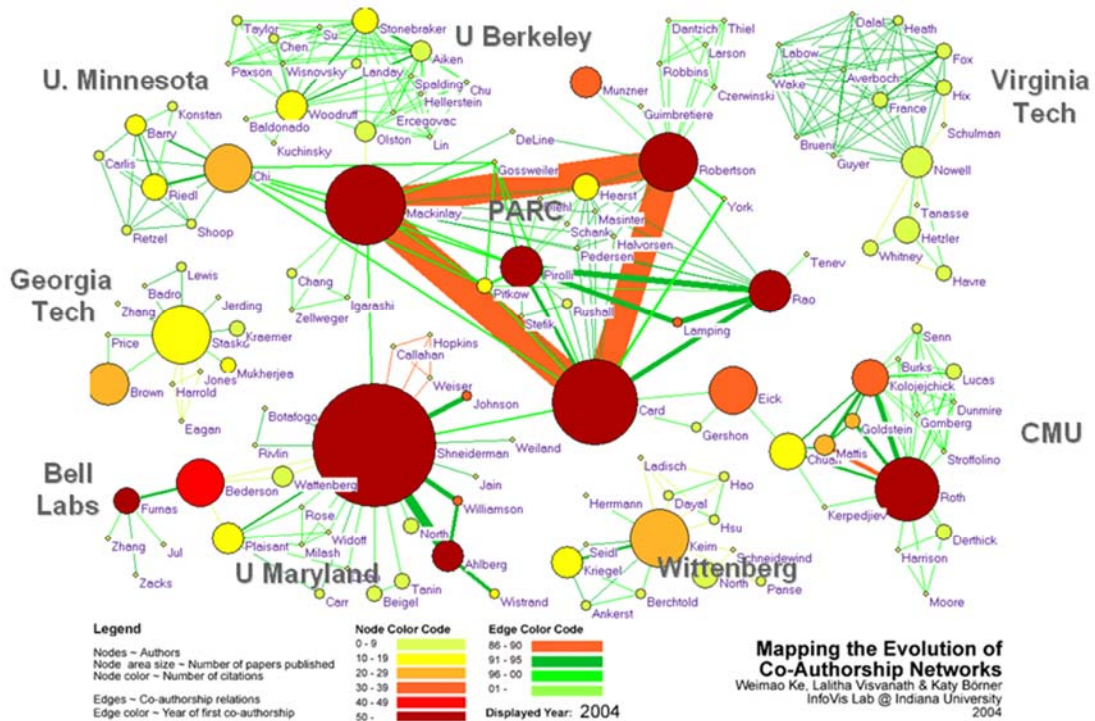 Taylor
Su
Stonebraker
Chen
Aiken
Paxson
Wisnovsky
Landay
Spalding
Chu
Hellerstein
Woodruff
Ercegovac
Baldonado
Olston
Lin
Kuchinsky
U Berkeley
U. Minnesota
Konstan
Barry
Carlis
Chi
Riedl
Retzel
Shoop
Dantzich
Thiel
Larson
Robbins
Czerwinski
Munzner
Guimbretiere
DeLine
Gossweiler
Robertson
Mackinlay
PARC
Hearst
York
Masinter
Schank
Halvorsen
Pedersen
Pirolli
Pitkow
Rushall
Stefik
Rao
Tenev
Lamping
Card
Chang
Igarashi
Zellweger
Dalal
Heath
Labow
Fox
Averboch
Wake
Hix
France
Virginia
Tech
Schulman
Bruen
Guyer
Nowell
Tanasse
Hetzler
Whitney
Havre
Georgia
Tech
Lewis
Badro
Zhang
Jerding
Stasko
Kraemer
Price
Mukherjea
Jones
Harrold
Brown
Eagan
Hopkins
Callahan
Weiser
Johnson
Botafogo
Shneiderman
Weiland
Rivlin
Jain
Wattenberg
Williamson
Rose
North
Widoff
Plaisant
Milash
Ahlberg
U Maryland
Tanin
Carr
Beigel
Wistrand
Bell
Labs
Bederson
Furnas
Zhang
Jul
Zacks
Eick
Gershon
Senn
Burks
Kolojejchick
Lucas
Goldstein
Dunmire
Gomberg
CMU
Mattis
Chuah
Stroffolino
Roth
Kerpedjiev
Derthick
Harrison
Moore
Ladisch
Hao
Herrmann
Dayal
Hsu
Keim
Seidl
Schneidewind
Wittenberg
Kriegel
North
Panse
Ankerst
Berchtold
Legend
Nodes ~ Authors
Node area size ~ Number of papers published
Node color ~ Number of citations
Edges ~ Co-authorship relations
Edge color ~ Year of first co-authorship
Node Color Code
0 - 9
10 - 19
20 - 29
30 - 39
40 - 49
50 -
Edge Color Code
86 - 90
91 - 95
96 - 00
01 -
Displayed Year: 2004
Mapping the Evolution of
Co-Authorship Networks
Weimao Ke, Lalitha Visvanath & Katy Börner
InfoVis Lab @ Indiana University
2004